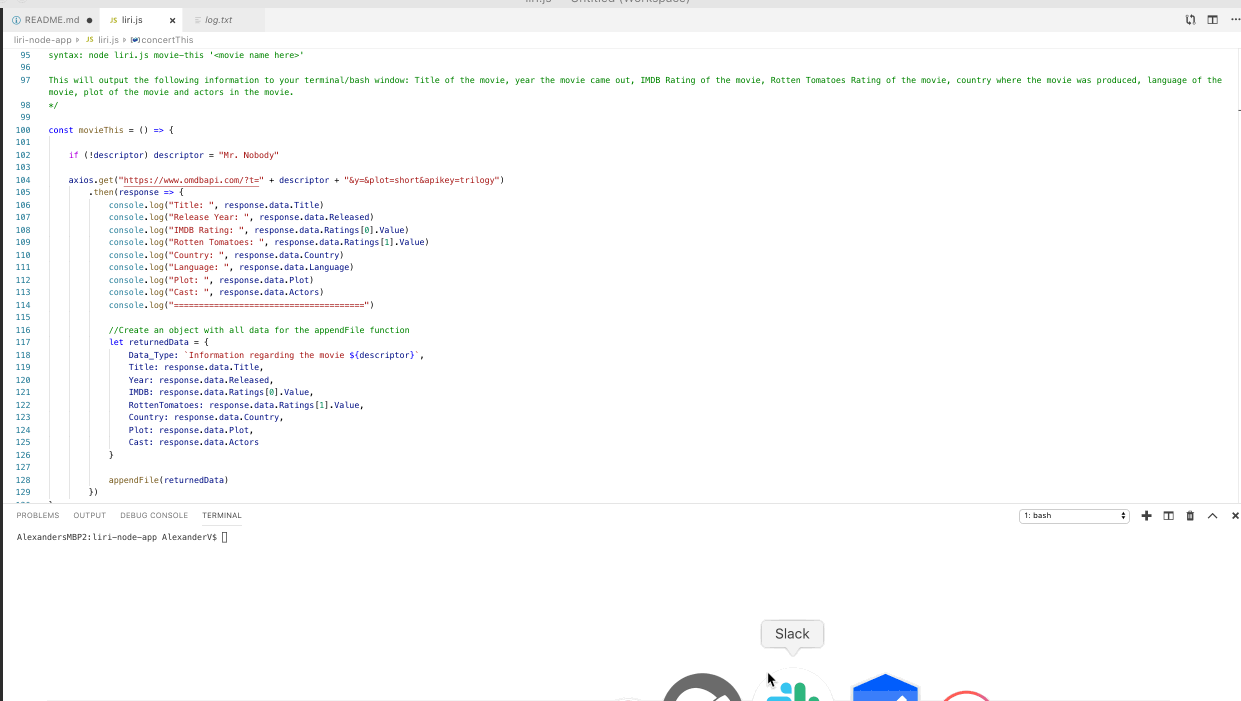 liri.js — Untitled (Workspace)
README.md ● JS liri.js × log.txt
liri-node-app ▸ JS liri.js ▸ concertThis
95 syntax: node liri.js movie-this '<movie name here>'
96
97 This will output the following information to your terminal/bash window: Title of the movie, year the movie came out, IMDB Rating of the movie, Rotten Tomatoes Rating of the movie, country where the movie was produced, language of the
movie, plot of the movie and actors in the movie.
98 */
99
100 const movieThis = () => {
101
102 if (!descriptor) descriptor = "Mr. Nobody"
103
104 axios.get("https://www.omdbapi.com/?t=" + descriptor + "&y=&plot=short&apikey=trilogy")
105 .then(response => {
106 console.log("Title: ", response.data.Title)
107 console.log("Release Year: ", response.data.Released)
108 console.log("IMDB Rating: ", response.data.Ratings[0].Value)
109 console.log("Rotten Tomatoes: ", response.data.Ratings[1].Value)
110 console.log("Country: ", response.data.Country)
111 console.log("Language: ", response.data.Language)
112 console.log("Plot: ", response.data.Plot)
113 console.log("Cast: ", response.data.Actors)
114 console.log("======================================")
115
116 //Create an object with all data for the appendFile function
117 let returnedData = {
118 Data_Type: `Information regarding the movie ${descriptor}`,
119 Title: response.data.Title,
120 Year: response.data.Released,
121 IMDB: response.data.Ratings[0].Value,
122 RottenTomatoes: response.data.Ratings[1].Value,
123 Country: response.data.Country,
124 Plot: response.data.Plot,
125 Cast: response.data.Actors
126 }
127
128 appendFile(returnedData)
129 })
PROBLEMS OUTPUT DEBUG CONSOLE TERMINAL 1: bash
AlexandersMBP2:liri-node-app AlexanderV$
Slack